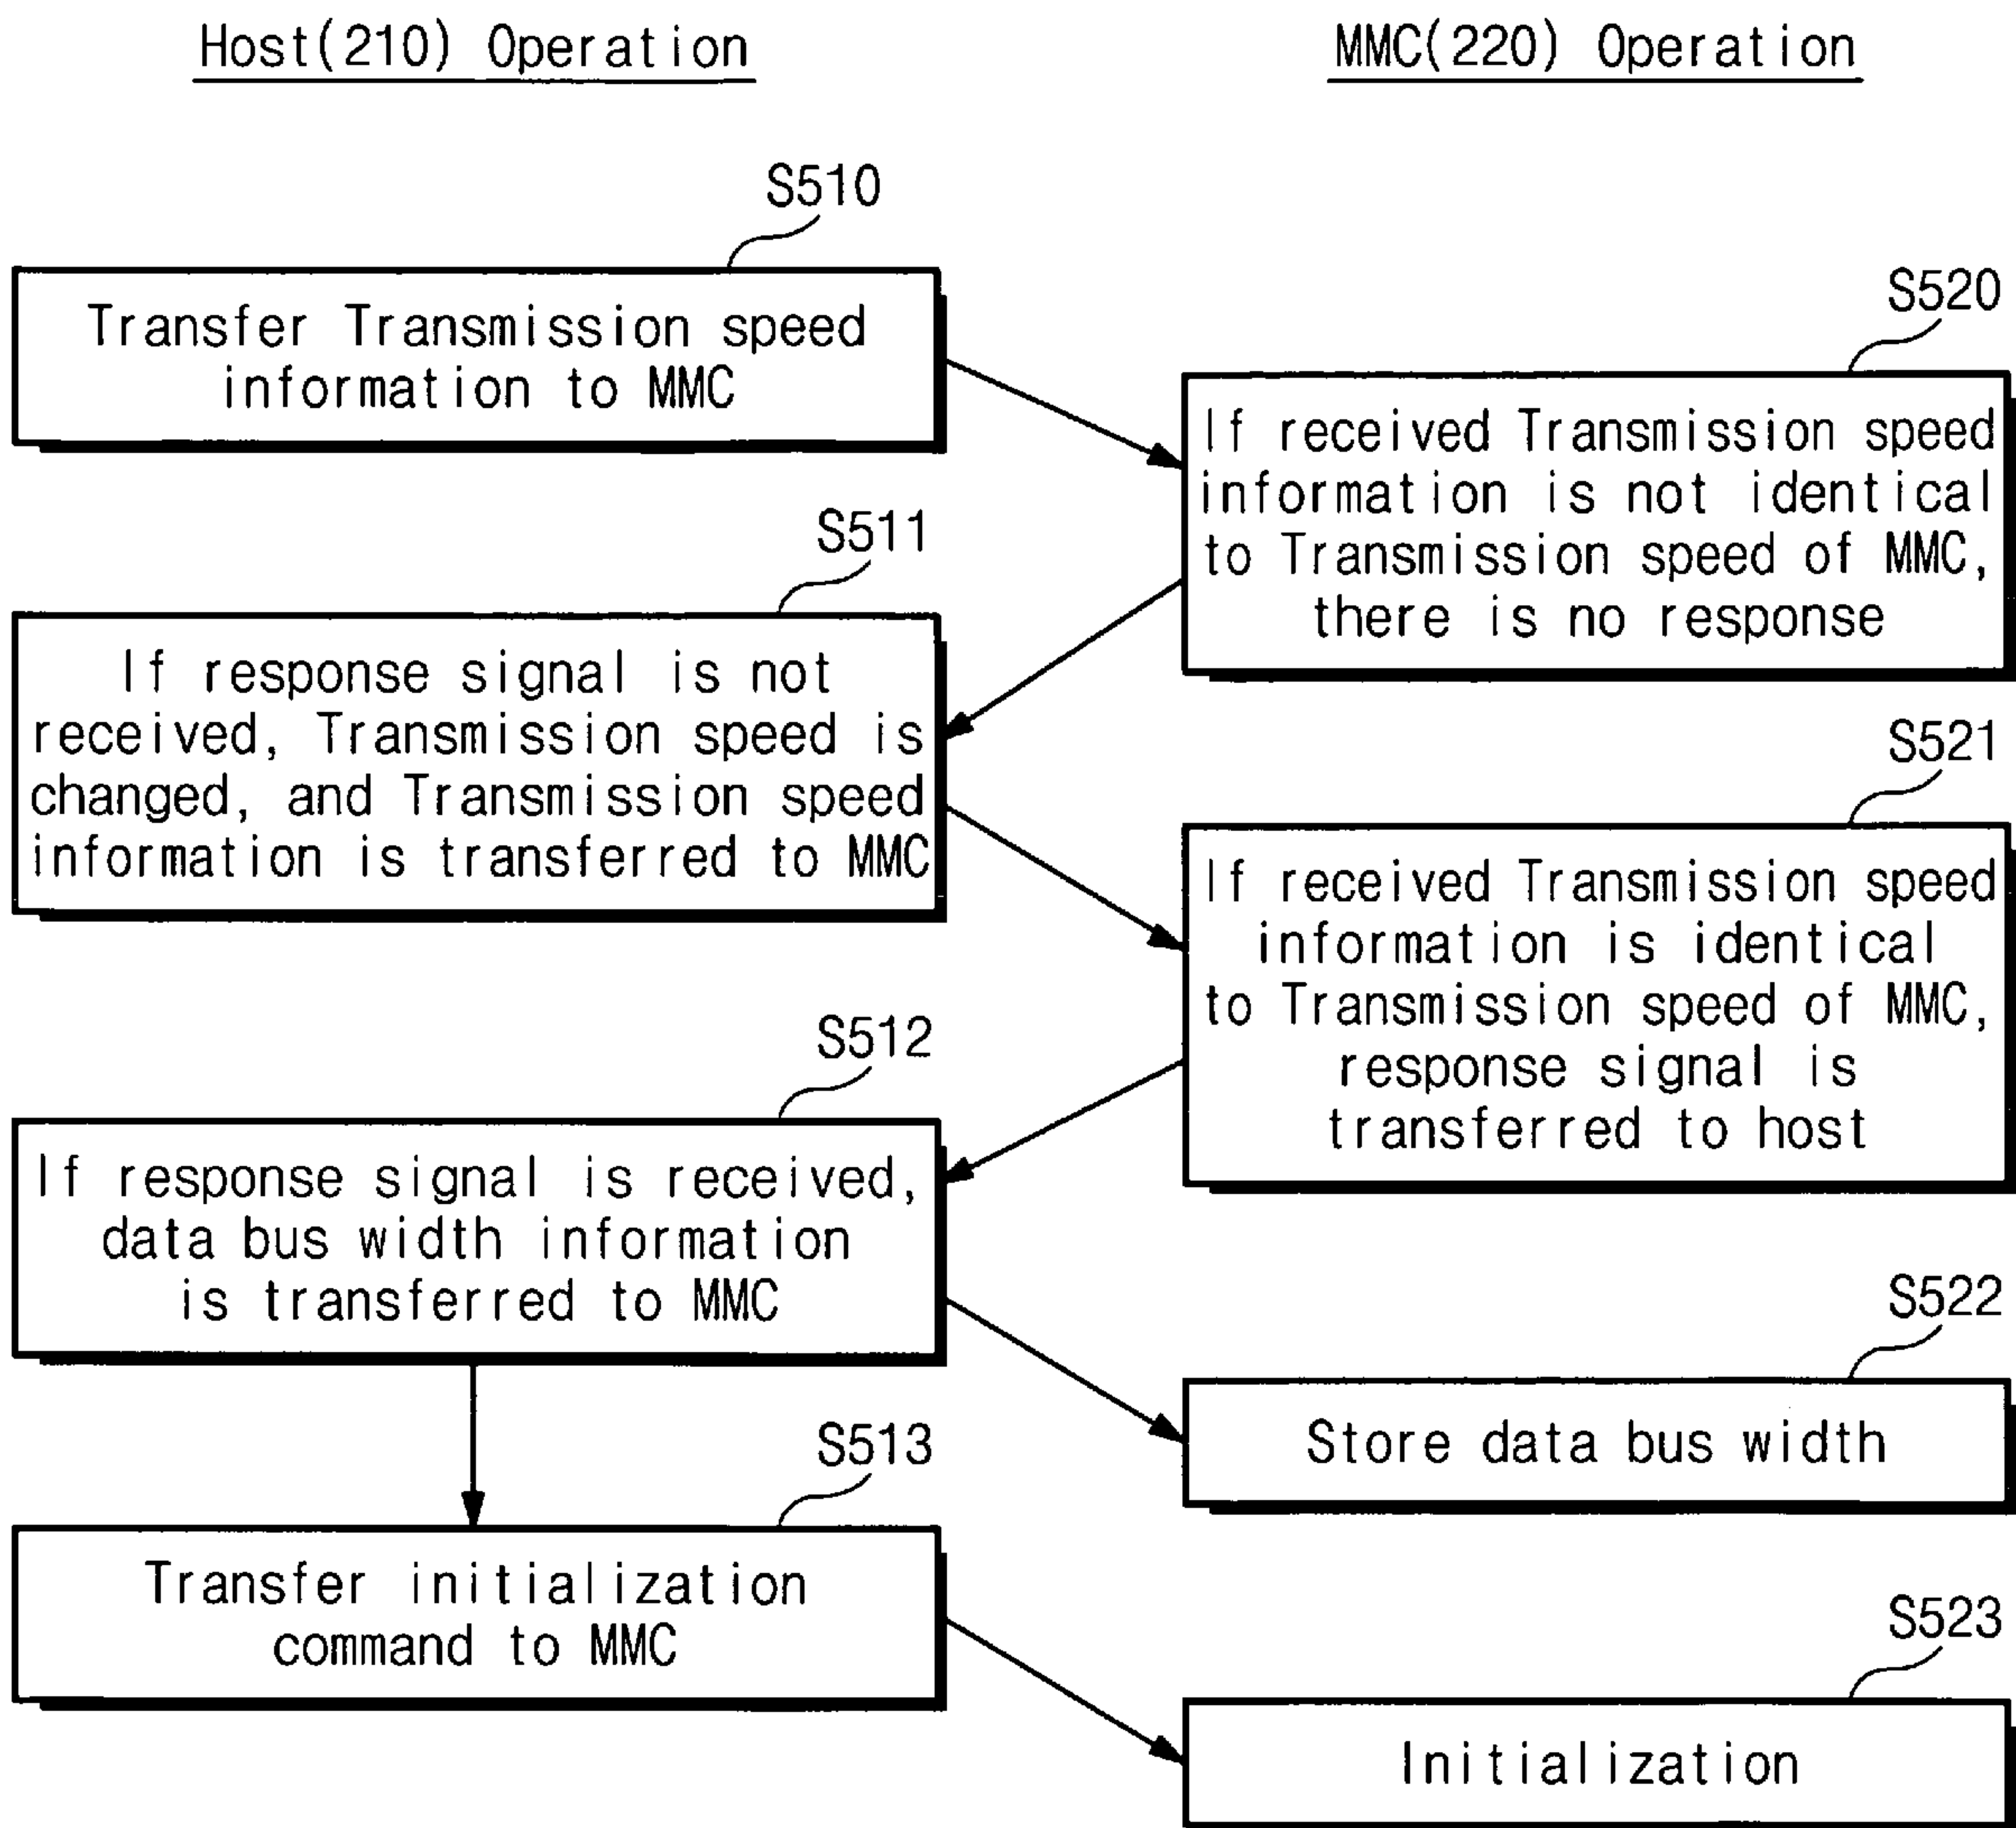 Host(210) Operation
MMC(220) Operation
S510
Transfer Transmission speed
information to MMC
S520
If received Transmission speed
information is not identical
to Transmission speed of MMC,
there is no response
S511
If response signal is not
received, Transmission speed is
changed, and Transmission speed
information is transferred to MMC
S521
If received Transmission speed
information is identical
to Transmission speed of MMC,
response signal is
transferred to host
S512
If response signal is received,
data bus width information
is transferred to MMC
S522
Store data bus width
S513
Transfer initialization
command to MMC
S523
Initialization